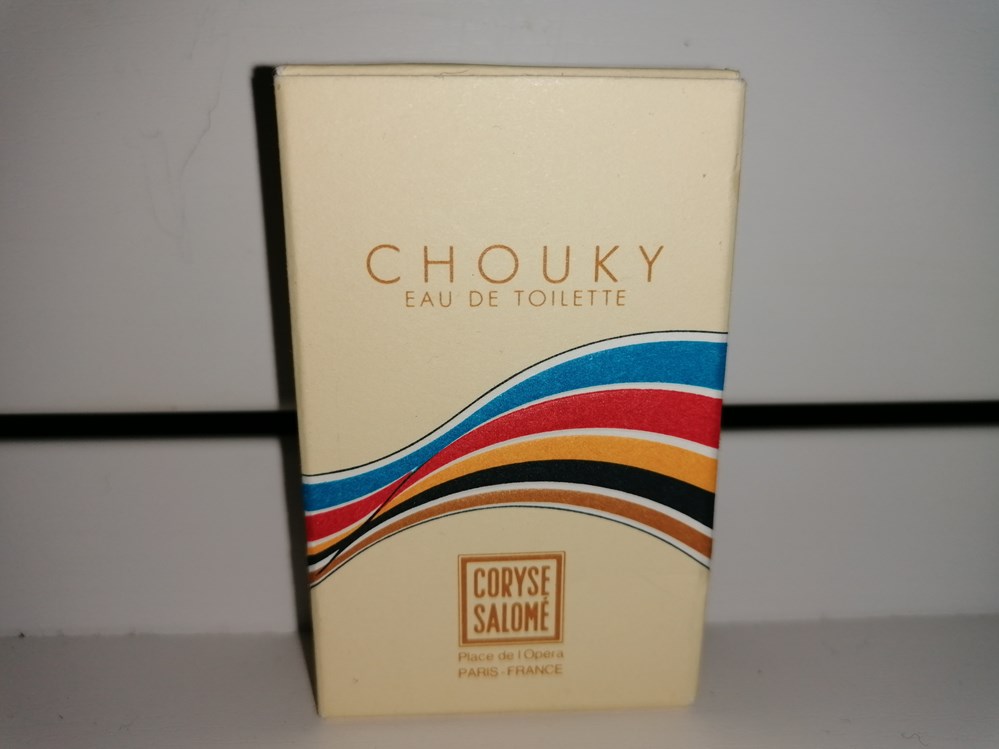 CHOUKY
EAU DE TOILETTE
CORYSE
SALOMÉ
Place de l'Opéra
PARIS-FRANCE